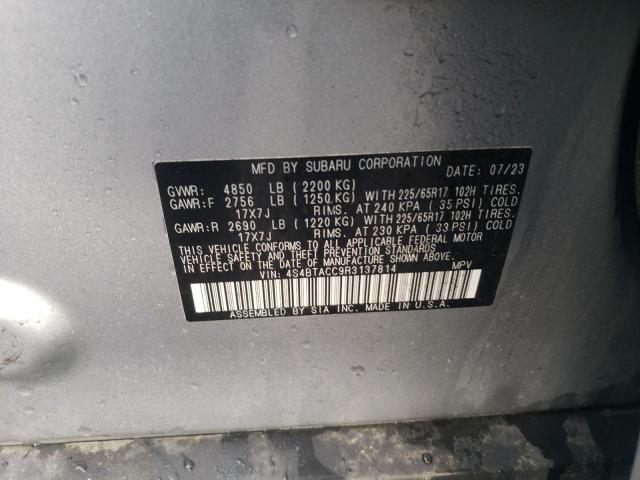 MFD BY SUBARU CORPORATION DATE: 07/23
GVWR: 4850 LB ( 2200 KG)
GAWR:F 2756 LB ( 1250 KG) WITH 225/65R17 102H TIRES.
17X7J RIMS. AT 240 KPA ( 35 PSI) COLD
GAWR:R 2690 LB ( 1220 KG) WITH 225/65R17 102H TIRES.
17X7J RIMS. AT 230 KPA ( 33 PSI) COLD
THIS VEHICLE CONFORMS TO ALL APPLICABLE FEDERAL MOTOR
VEHICLE SAFETY AND THEFT PREVENTION STANDARDS IN
EFFECT ON THE DATE OF MANUFACTURE SHOWN ABOVE.
VIN: 4S4BTACC9R3137814 MPV
ASSEMBLED BY SIA INC. MADE IN U.S.A.